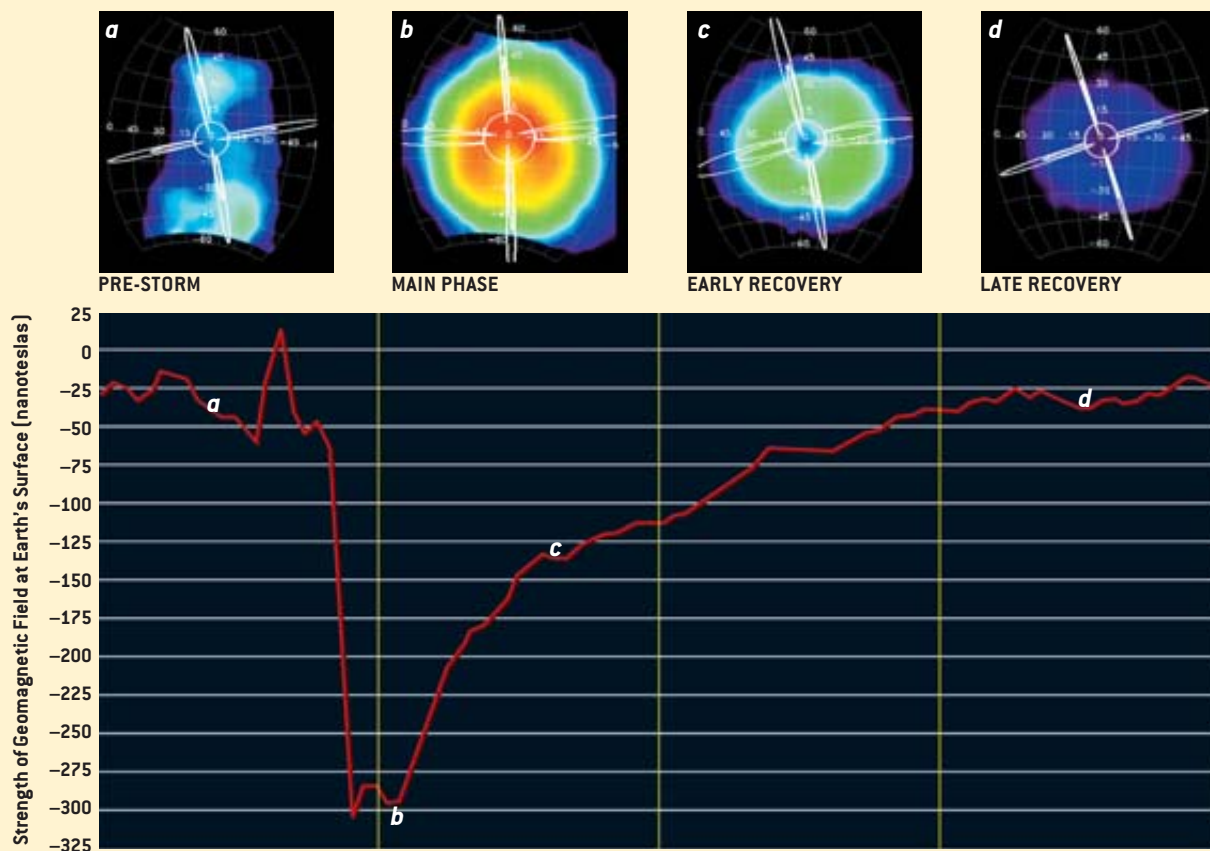 a
b
c
d
PRE-STORM
MAIN PHASE
EARLY RECOVERY
LATE RECOVERY
Strength of Geomagnetic Field at Earth's Surface (nanoteslas)
25
0
–25
–50
–75
–100
–125
–150
–175
–200
–225
–250
–275
–300
–325
a
b
c
d